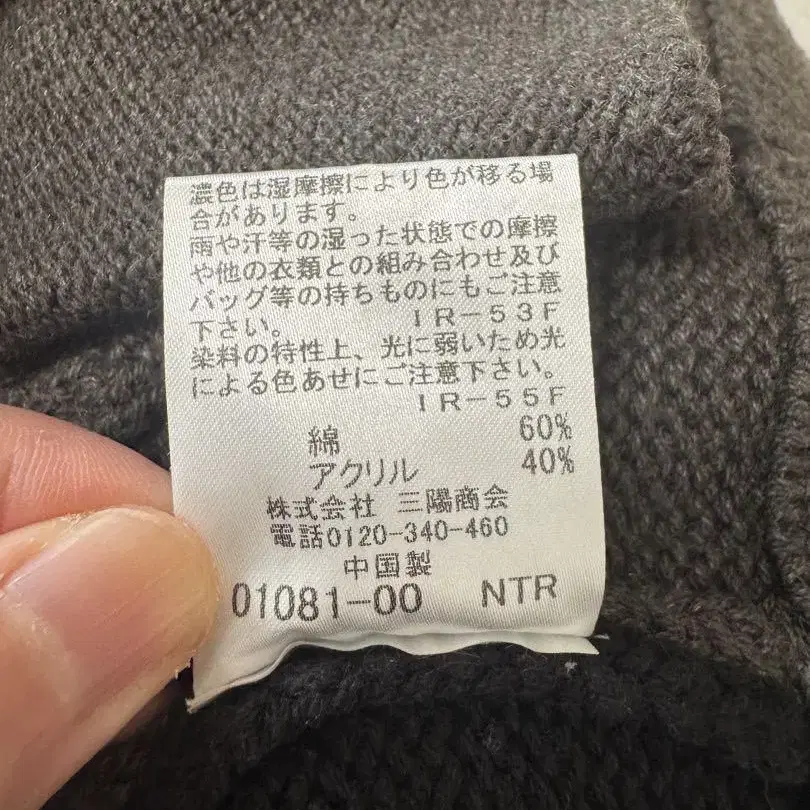 濃色は湿摩擦により色が移る場
合があります。
雨や汗等の湿った状態での摩擦
や他の衣類との組み合わせ及び
バッグ等の持ちものにもご注意
下さい。 IR-53F
染料の特性上、光に弱いため光
による色あせにご注意下さい。
IR-55F
綿 60%
アクリル 40%
株式会社 三陽商会
電話0120-340-460
中国製
01081-00 NTR